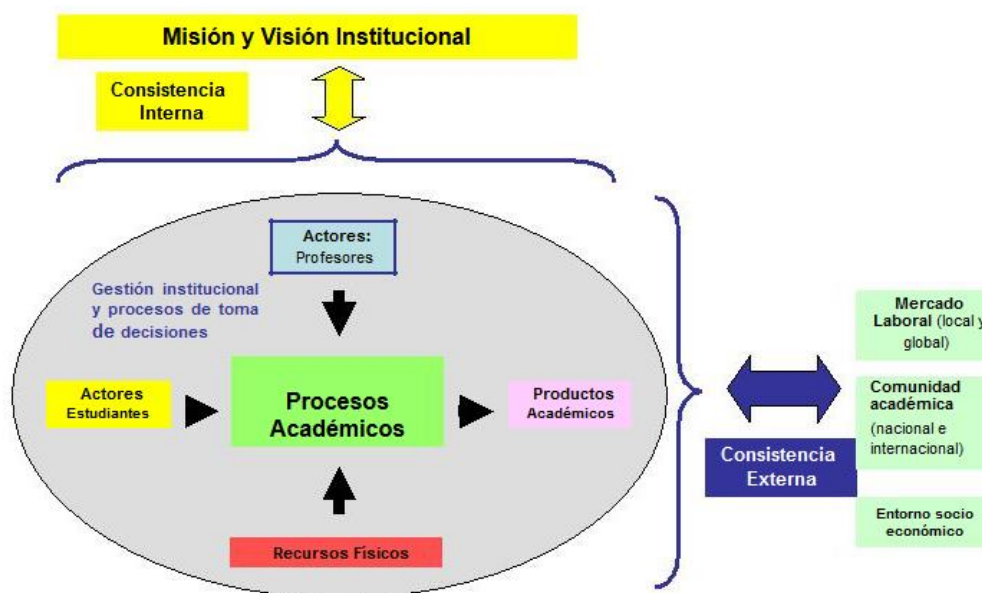 Misión y Visión Institucional
Consistencia
Interna
Actores:
Profesores
Gestión institucional
y procesos de toma
de decisiones
Actores
Estudiantes
Procesos
Académicos
Productos
Académicos
Recursos Físicos
Consistencia
Externa
Mercado
Laboral (local y
global)
Comunidad
académica
(nacional e
internacional)
Entorno socio
económico